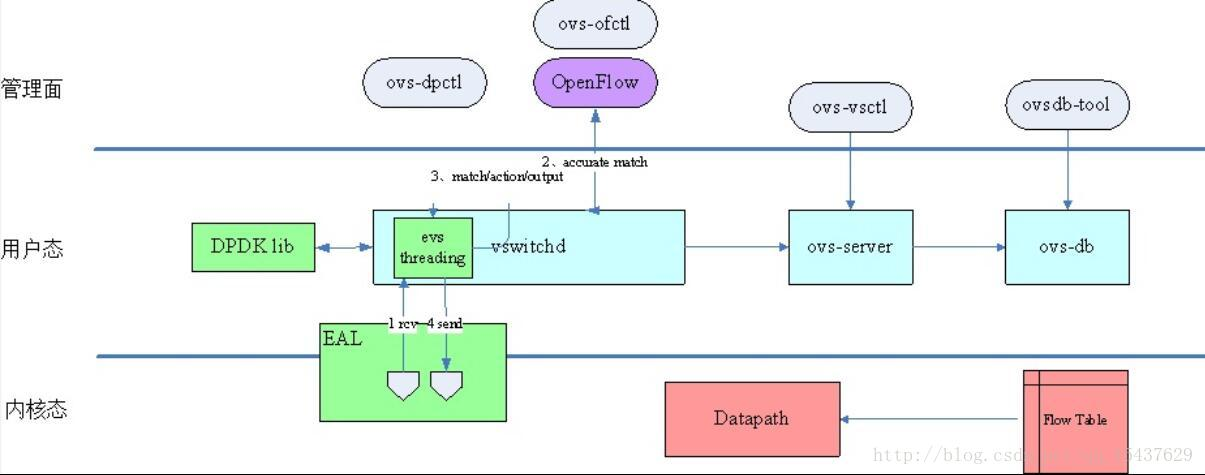 ovs-ofctl
管理面
ovs-dpctl
OpenFlow
ovs-vsctl
ovsdb-tool
2、accurate match
3、match/action/output
用户态
DPDK lib
evs
threading
vswitchd
ovs-server
ovs-db
1 rcv
4 send
EAL
内核态
Datapath
Flow Table